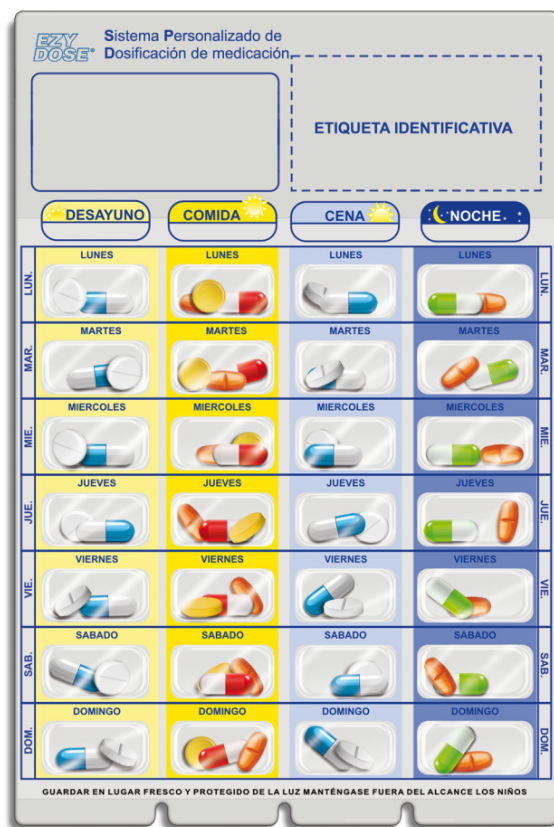 EZY DOSE®
Sistema Personalizado de
Dosificación de medicación
ETIQUETA IDENTIFICATIVA
DESAYUNO COMIDA CENA NOCHE
LUN. LUNES LUNES LUNES LUNES LUN.
MAR. MARTES MARTES MARTES MARTES MAR.
MIE. MIERCOLES MIERCOLES MIERCOLES MIERCOLES MIE.
JUE. JUEVES JUEVES JUEVES JUEVES JUE.
VIE. VIERNES VIERNES VIERNES VIERNES VIE.
SAB. SABADO SABADO SABADO SABADO SAB.
DOM. DOMINGO DOMINGO DOMINGO DOMINGO DOM.
GUARDAR EN LUGAR FRESCO Y PROTEGIDO DE LA LUZ MANTÉNGASE FUERA DEL ALCANCE LOS NIÑOS